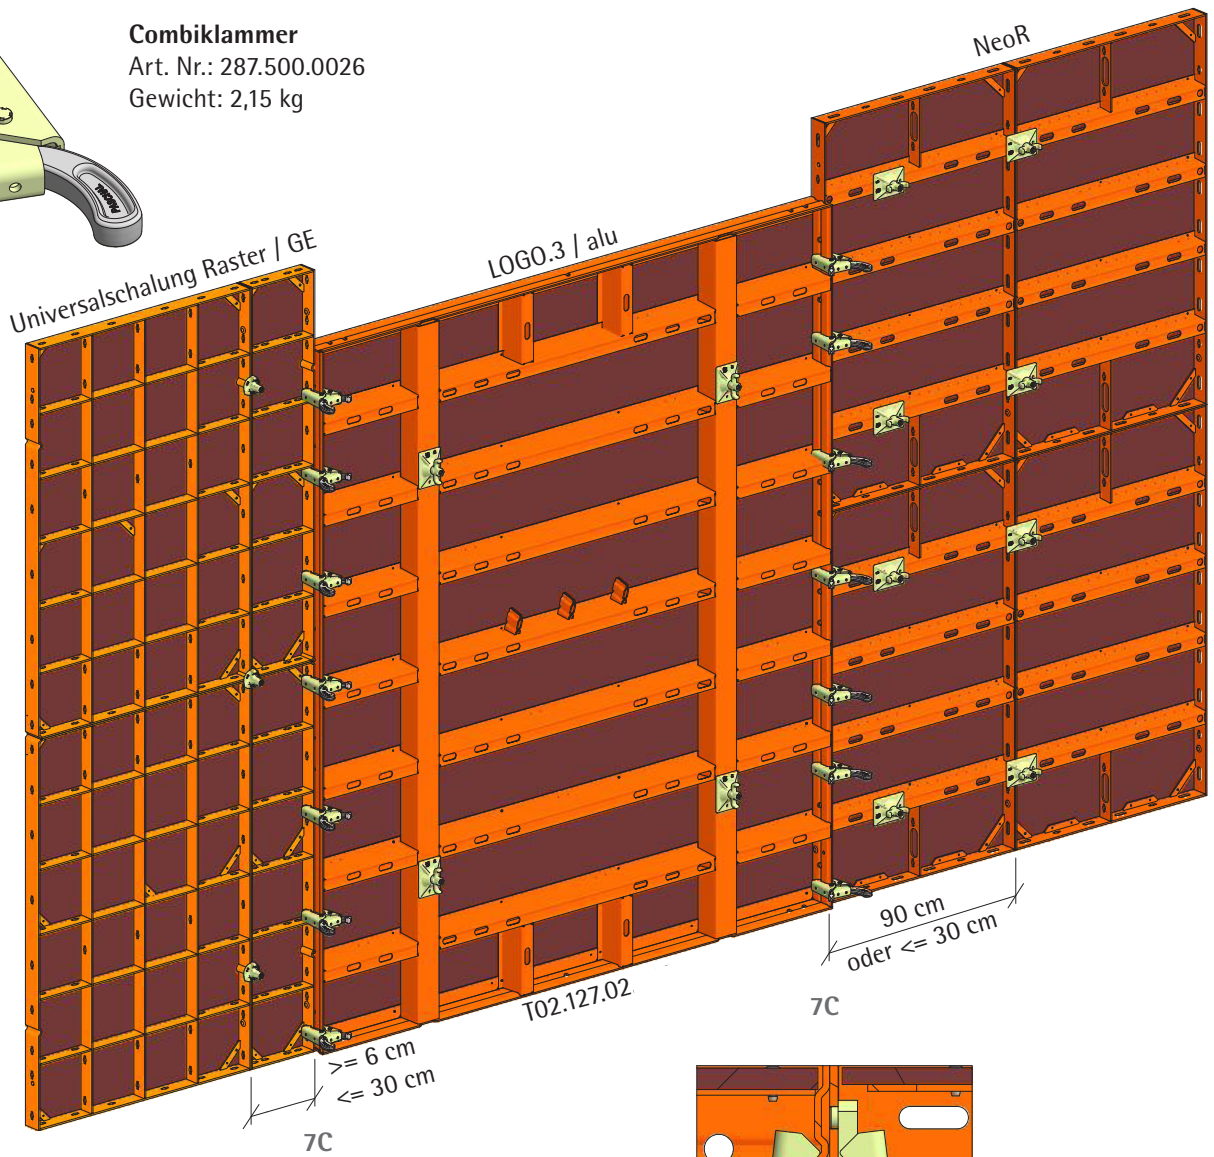 Combiklammer
Art. Nr.: 287.500.0026
Gewicht: 2,15 kg
PASCHAL
NeoR
LOGO.3 / alu
Universalschalung Raster / GE
90 cm
oder <= 30 cm
T02.127.02
7C
>= 6 cm
<= 30 cm
7C